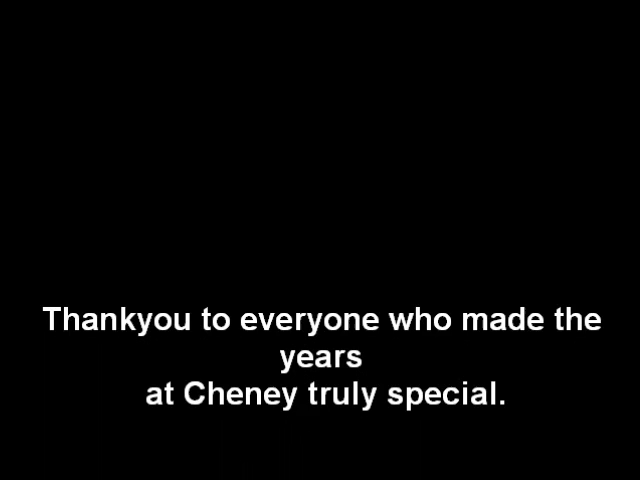 Thankyou to everyone who made the
years
at Cheney truly special.